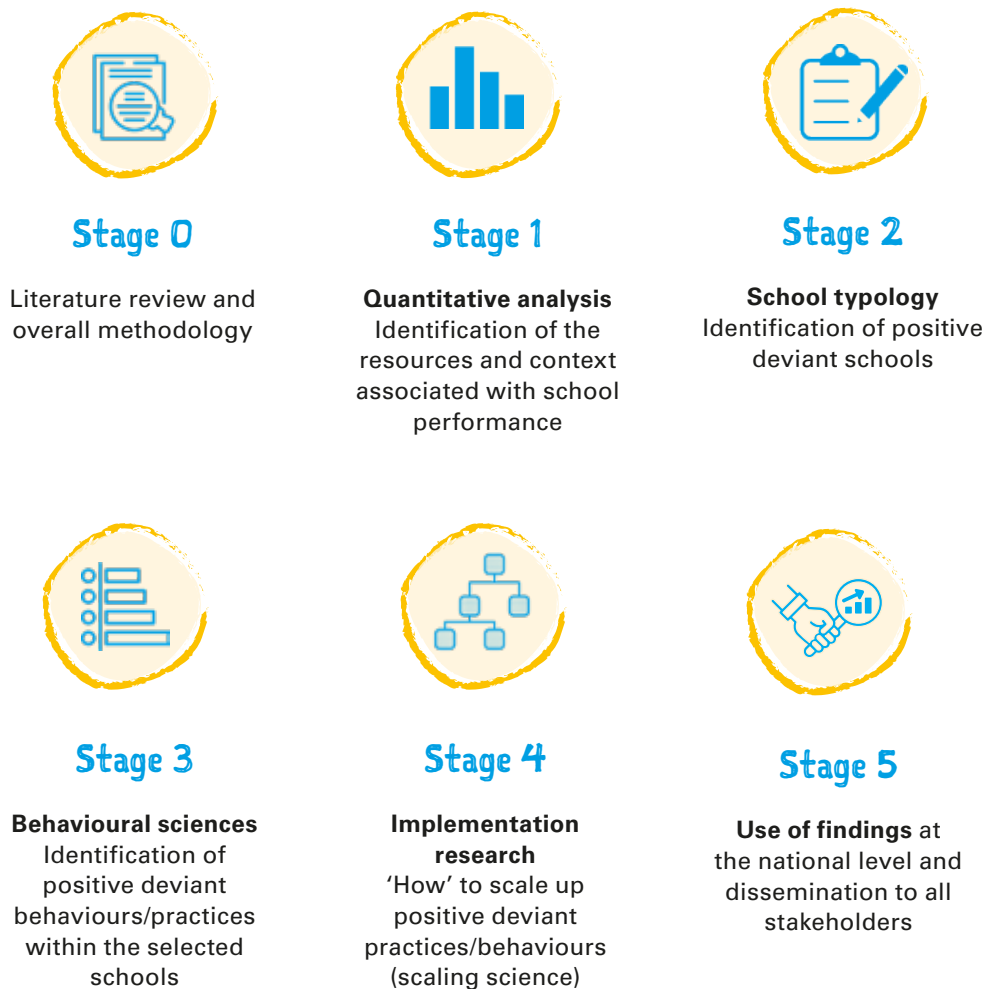 Stage 0
Literature review and
overall methodology
Stage 1
Quantitative analysis
Identification of the
resources and context
associated with school
performance
Stage 2
School typology
Identification of positive
deviant schools
Stage 3
Behavioural sciences
Identification of
positive deviant
behaviours/practices
within the selected
schools
Stage 4
Implementation
research
‘How’ to scale up
positive deviant
practices/behaviours
(scaling science)
Stage 5
Use of findings at
the national level and
dissemination to all
stakeholders